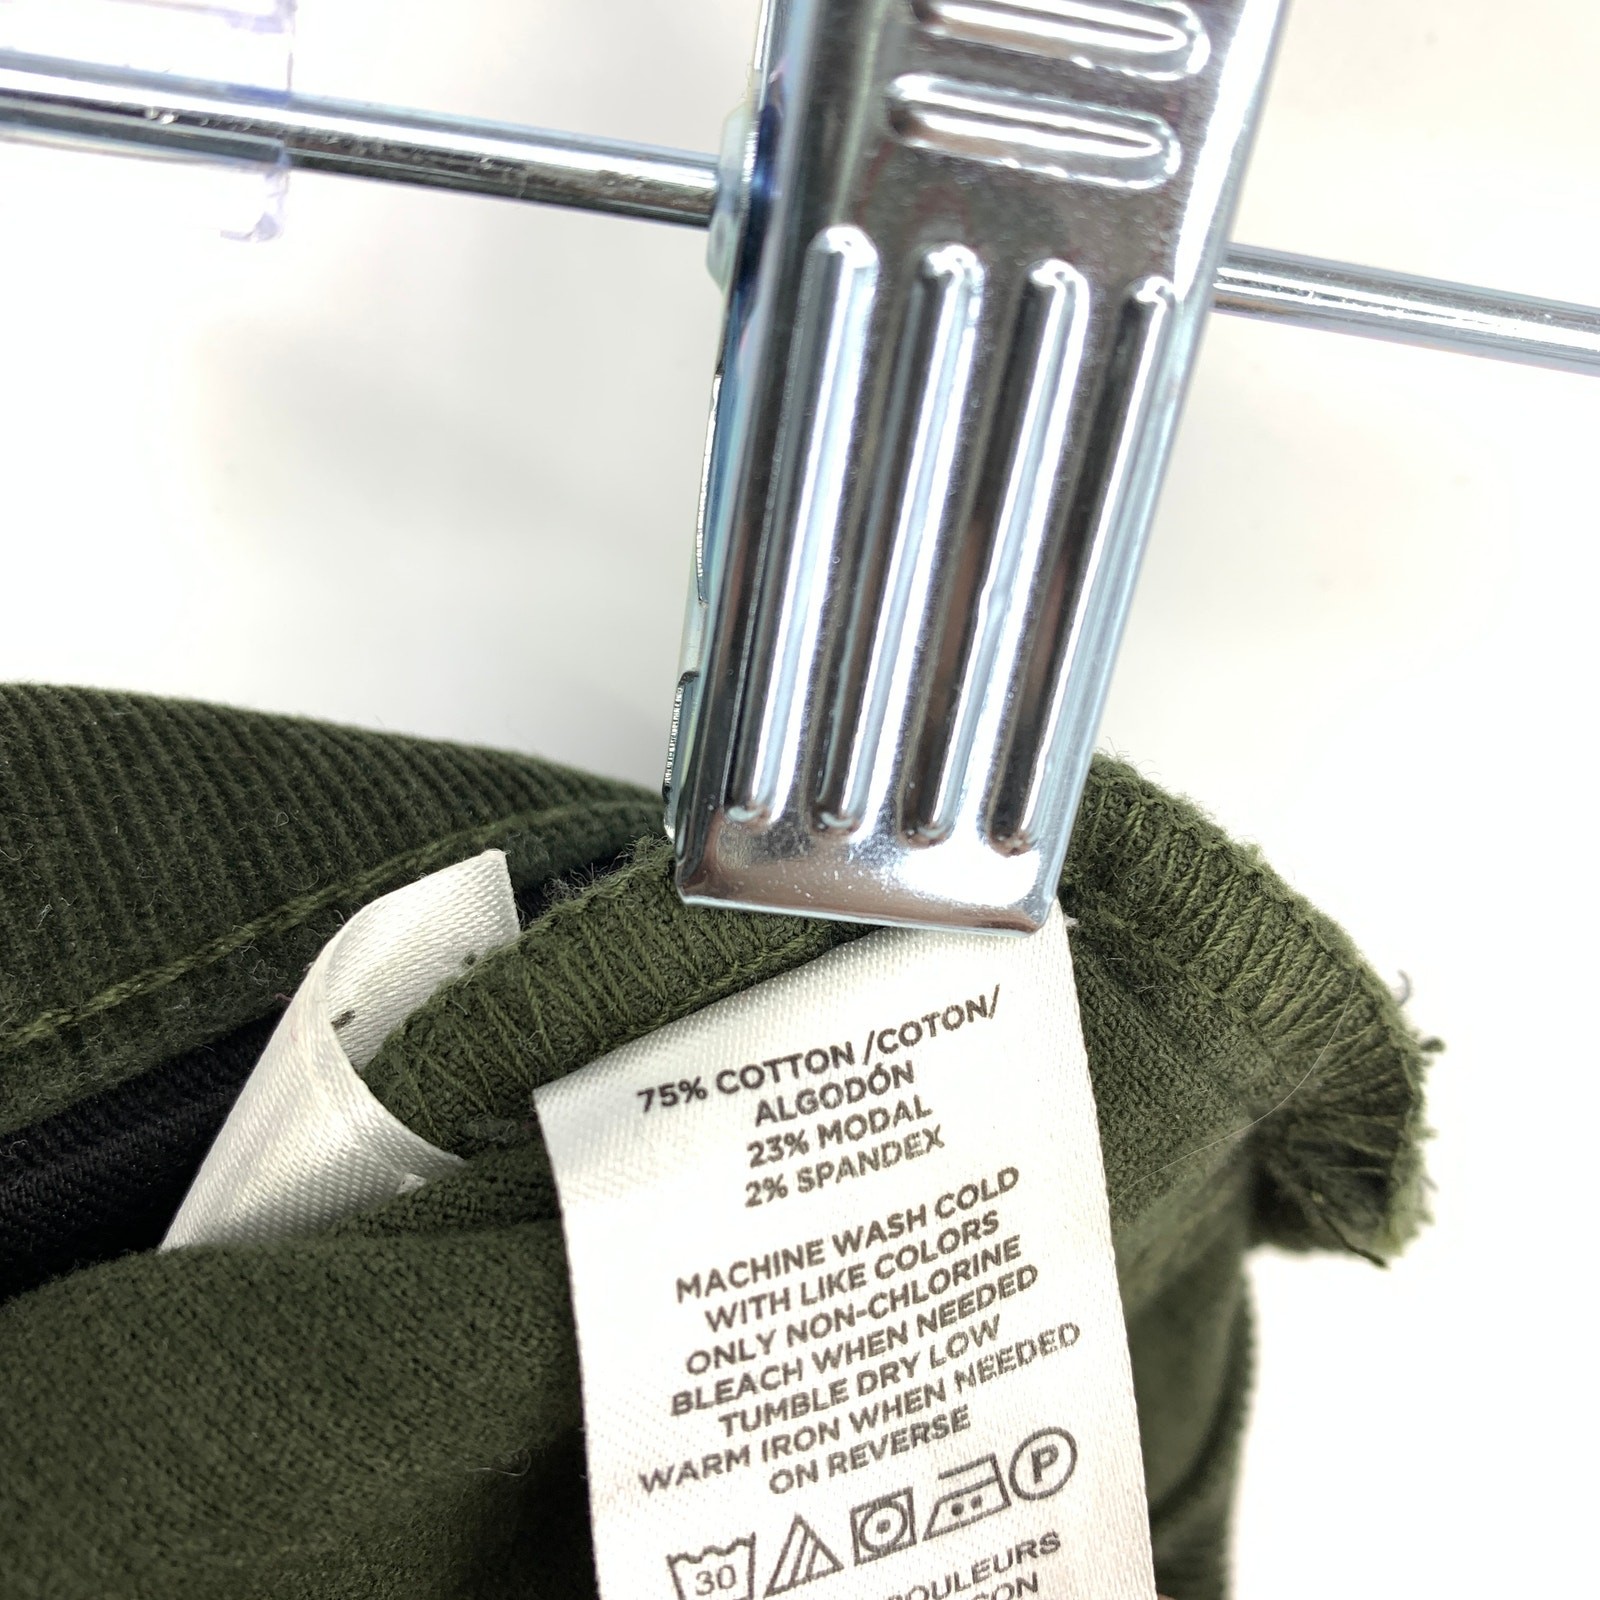 75% COTTON /COTON/
ALGODÓN
23% MODAL
2% SPANDEX
MACHINE WASH COLD
WITH LIKE COLORS
ONLY NON-CHLORINE
BLEACH WHEN NEEDED
TUMBLE DRY LOW
WARM IRON WHEN NEEDED
ON REVERSE
30 P